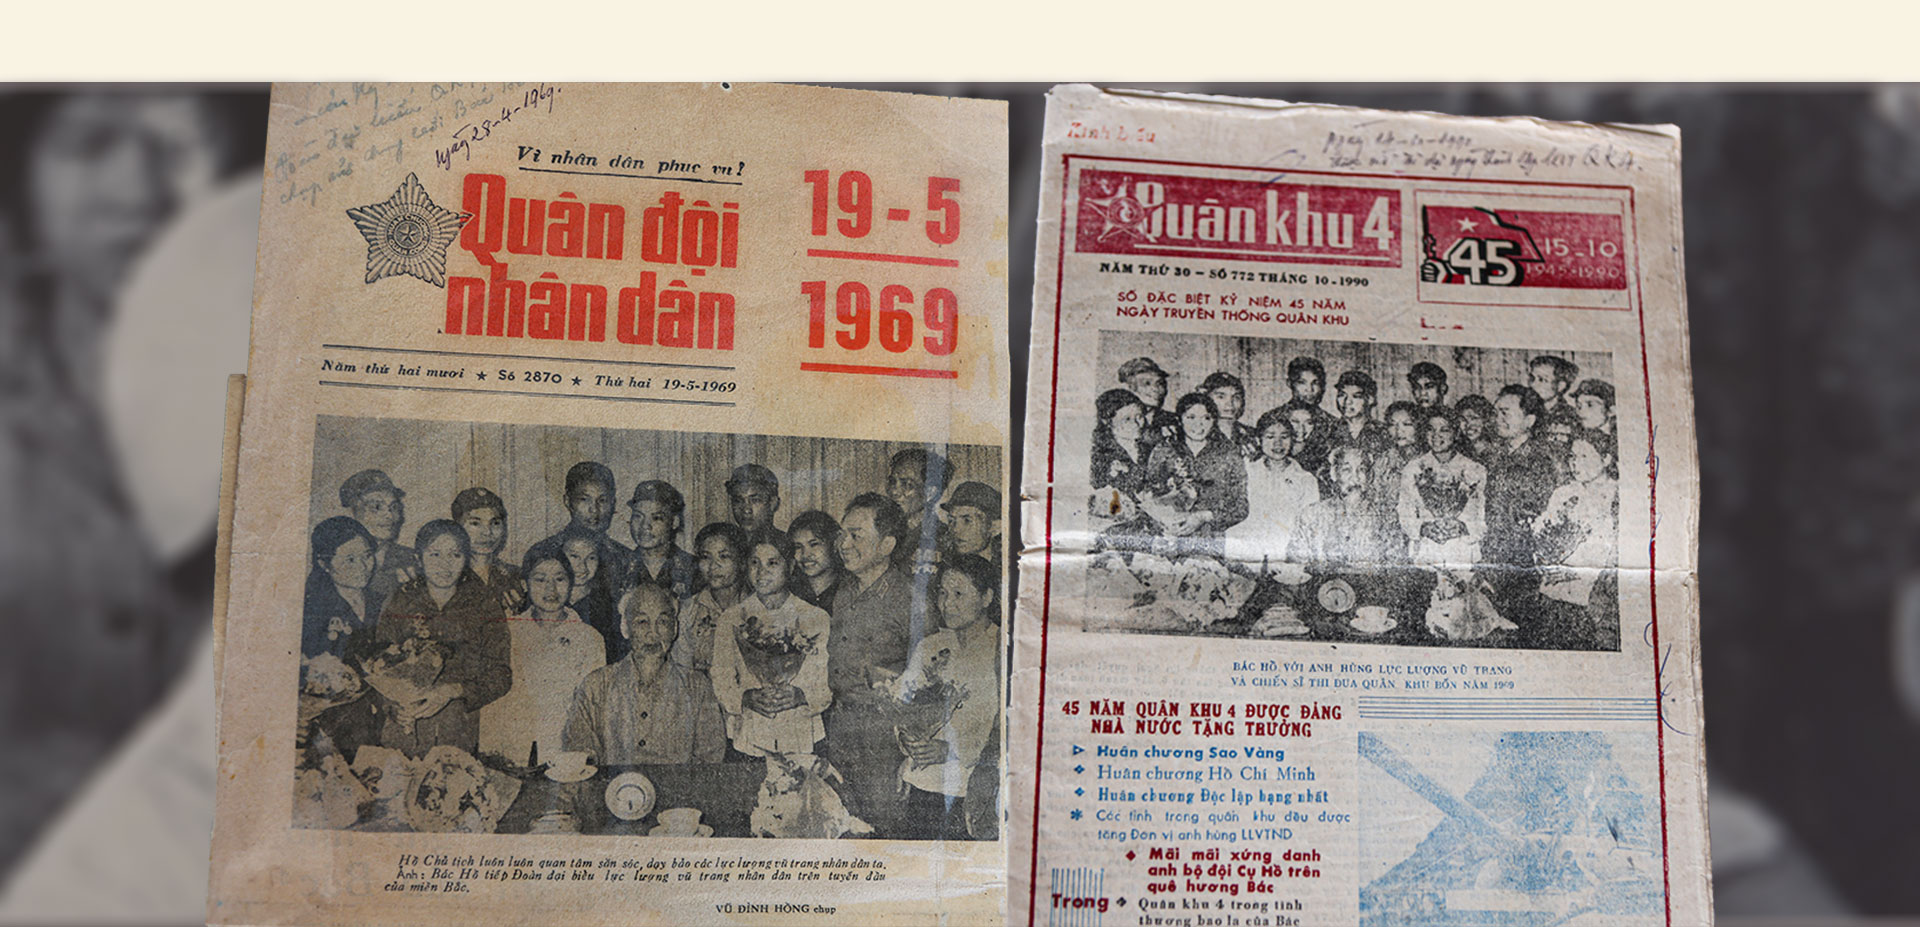 ngày 28-4-1969.
Vì nhân dân phục vụ!
Quân đội
nhân dân
19-5
1969
Năm thứ hai mươi ★ Số 2870 ★ Thứ hai 19-5-1969
Hồ Chủ tịch luôn luôn quan tâm săn sóc, dạy bảo các lực lượng vũ trang nhân dân ta.
Ảnh: Bác Hồ tiếp Đoàn đại biểu lực lượng vũ trang nhân dân trên tuyến đầu
của miền Bắc.
VŨ ĐÌNH HỒNG chụp
Quân khu 4
45
15-10
1945-1990
NĂM THỨ 30 - SỐ 772 THÁNG 10-1990
SỐ ĐẶC BIỆT KỶ NIỆM 45 NĂM
NGÀY TRUYỀN THỐNG QUÂN KHU
BÁC HỒ VỚI ANH HÙNG LỰC LƯỢNG VŨ TRANG
VÀ CHIẾN SĨ THI ĐUA QUÂN KHU BỐN NĂM 1969
45 NĂM QUÂN KHU 4 ĐƯỢC ĐẢNG
NHÀ NƯỚC TẶNG THƯỞNG
Huân chương Sao Vàng
Huân chương Hồ Chí Minh
Huân chương Độc lập hạng nhất
Các tỉnh trong quân khu đều được
tặng Đơn vị anh hùng LLVTND
Mãi mãi xứng danh
anh bộ đội Cụ Hồ trên
quê hương Bác
Trong
Quân khu 4 trong tình
thương bao la của Bác